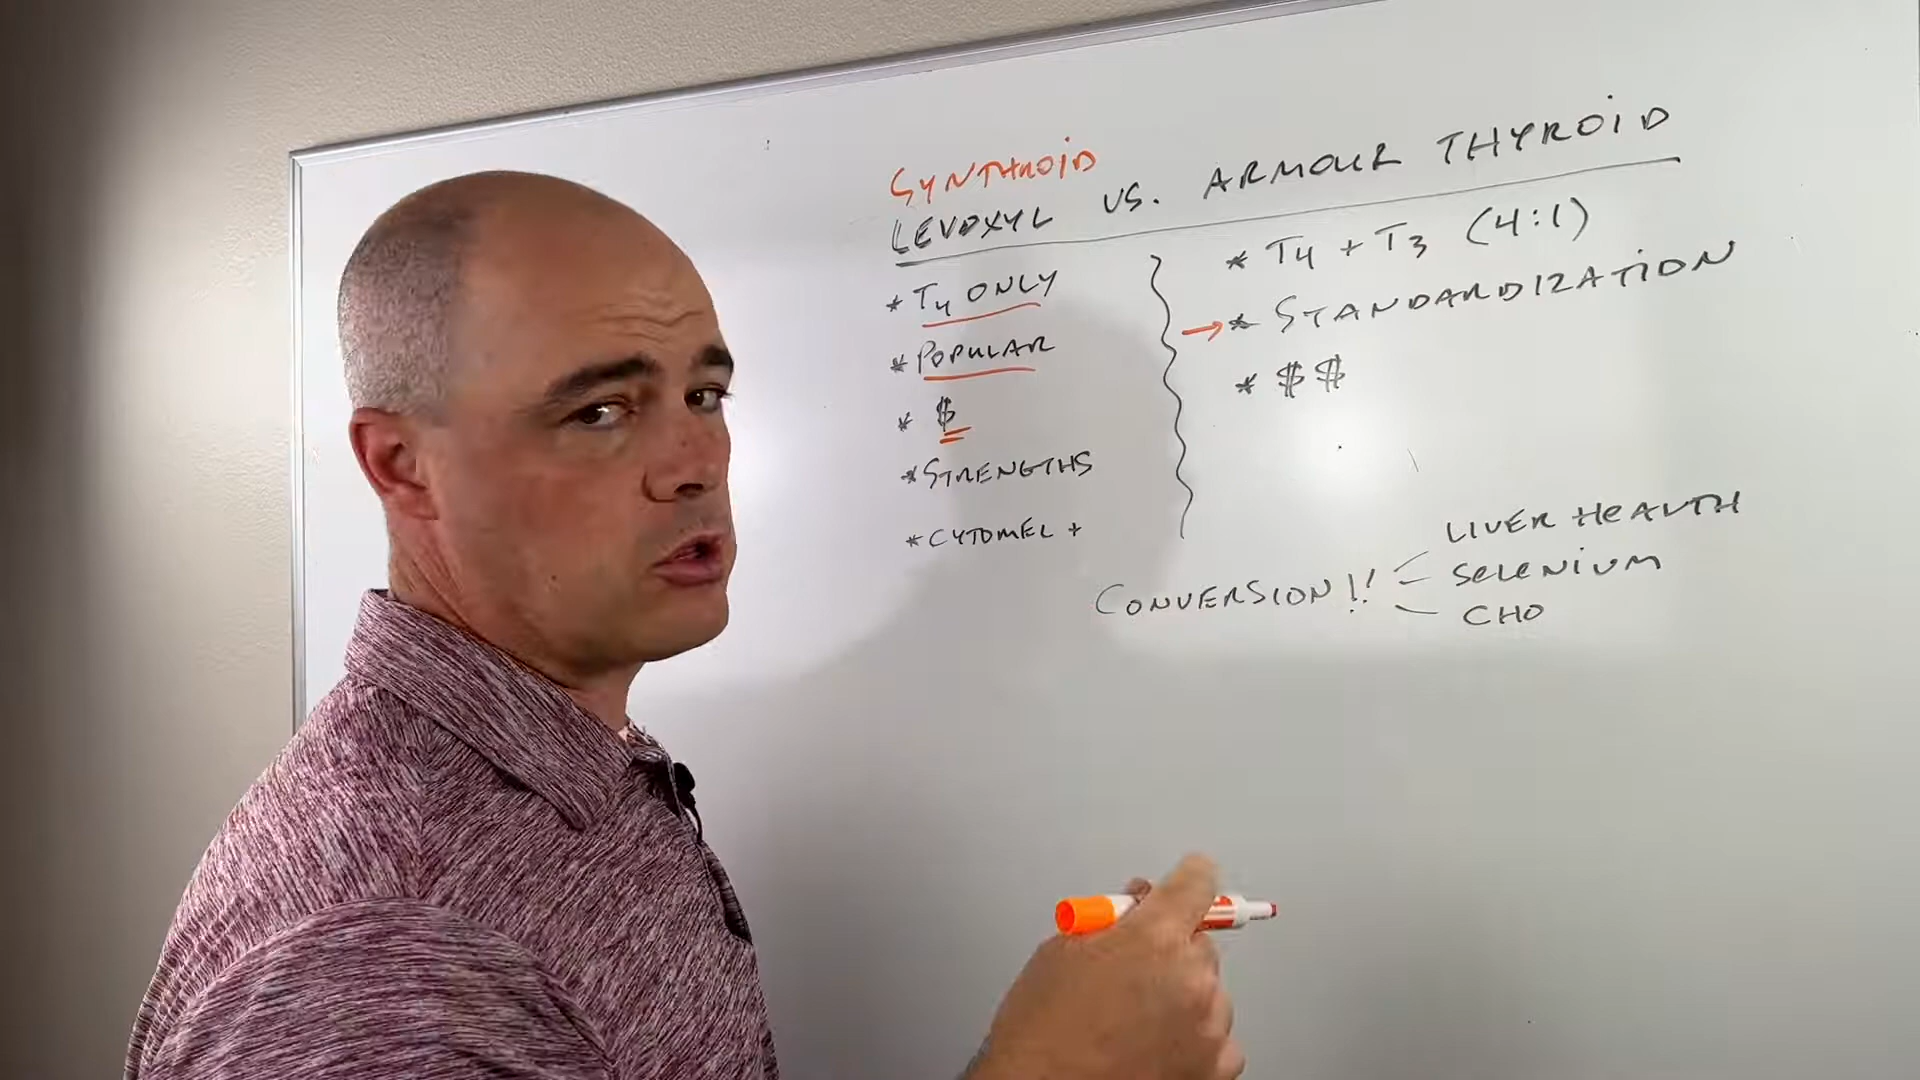 SYNTHROID
LEVOXYL VS. ARMOUR THYROID
* T4 ONLY
* POPULAR
* $
* STRENGTHS
* CYTOMEL +
* T4 + T3 (4:1)
→ * STANDARDIZATION
* $$
CONVERSION!!
LIVER HEALTH
SELENIUM
CHO